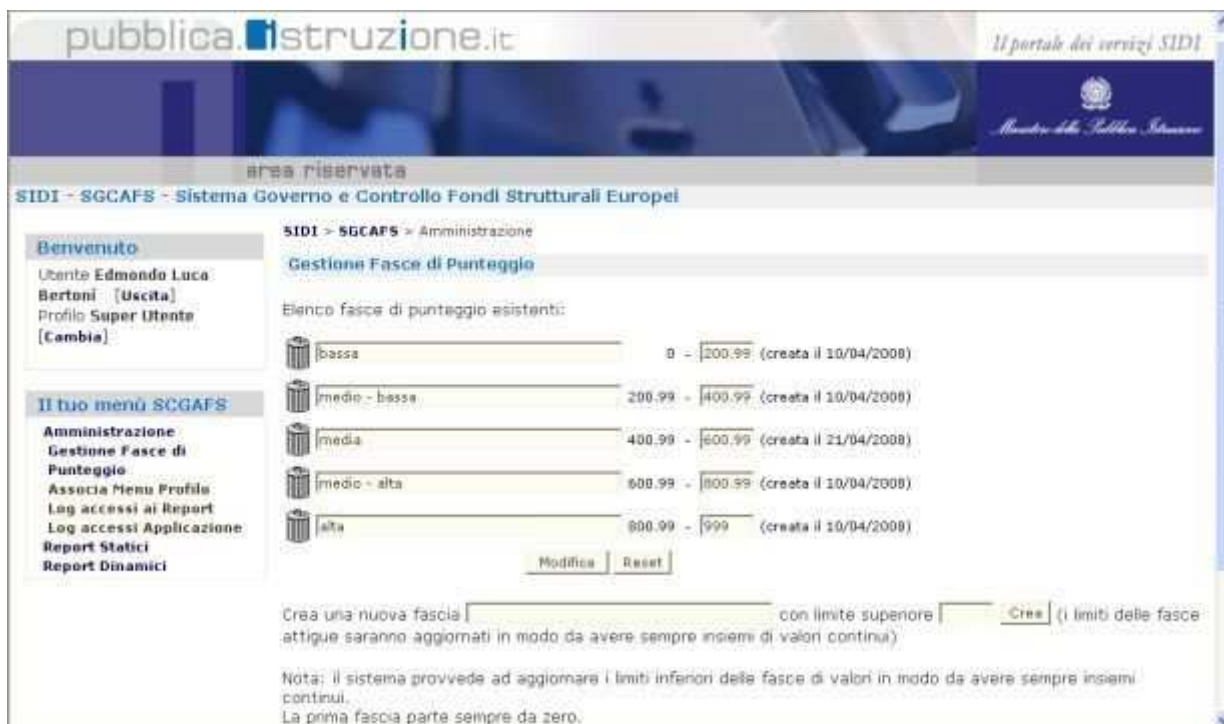 pubblica.istruzione.it
Il portale dei servizi SIDI
area riservata
SIDI - SGCAFS - Sistema Governo e Controllo Fondi Strutturali Europei
SIDI > SGCAFS > Amministrazione
Benvenuto
Utente Edmondo Luca
Bertoni [Uscita]
Profilo Super Utente
[Cambia]
Il tuo menù SCGAFS
Amministrazione
Gestione Fasce di
Punteggio
Associa Menu Profilo
Log accessi ai Report
Log accessi Applicazione
Report Statici
Report Dinamici
Gestione Fasce di Punteggio
Elenco fasce di punteggio esistenti:
bassa 0 - 200.99 (creata il 10/04/2008)
medio - bassa 200.99 - 400.99 (creata il 10/04/2008)
media 400.99 - 600.99 (creata il 21/04/2008)
medio - alta 600.99 - 800.99 (creata il 10/04/2008)
alta 800.99 - 999 (creata il 10/04/2008)
Modifica Reset
Crea una nuova fascia con limite superiore Crea (i limiti delle fasce
attigue saranno aggiornati in modo da avere sempre insiemi di valori continui)
Nota: il sistema provvede ad aggiornare i limiti inferiori delle fasce di valori in modo da avere sempre insiemi
continui.
La prima fascia parte sempre da zero.